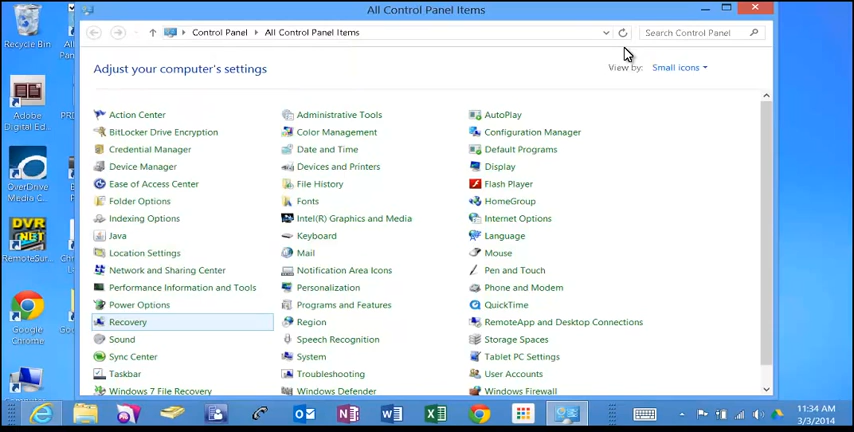 All Control Panel Items
Control Panel All Control Panel Items
Search Control Panel
Adjust your computer's settings
View by: Small icons
Action Center
Administrative Tools
AutoPlay
BitLocker Drive Encryption
Color Management
Configuration Manager
Credential Manager
Date and Time
Default Programs
Device Manager
Devices and Printers
Display
Ease of Access Center
File History
Flash Player
Folder Options
Fonts
HomeGroup
Indexing Options
Intel(R) Graphics and Media
Internet Options
Java
Keyboard
Language
Location Settings
Mail
Mouse
Network and Sharing Center
Notification Area Icons
Pen and Touch
Performance Information and Tools
Personalization
Phone and Modem
Power Options
Programs and Features
QuickTime
Recovery
Region
RemoteApp and Desktop Connections
Sound
Speech Recognition
Storage Spaces
Sync Center
System
Tablet PC Settings
Taskbar
Troubleshooting
User Accounts
Windows 7 File Recovery
Windows Defender
Windows Firewall
Recycle Bin
Adobe
Digital Ed...
OverDrive
Media C...
DVR
NET
RemoteSur...
Google
Chrome
11:34 AM
3/3/2014